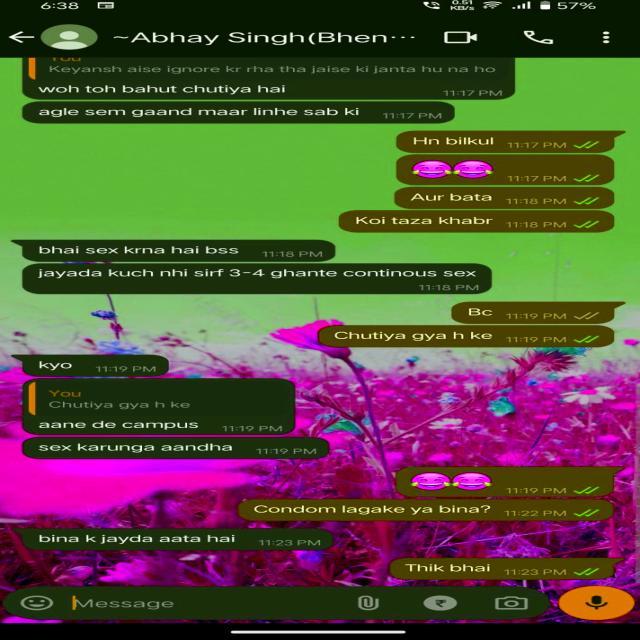 6:38
0.51
KB/s
57%
~Abhay Singh(Bhen···
You
Keyansh aise ignore kr rha tha jaise ki janta hu na ho
woh toh bahut chutiya hai
11:17 PM
agle sem gaand maar linhe sab ki
11:17 PM
Hn bilkul
11:17 PM
😂😂
11:17 PM
Aur bata
11:18 PM
Koi taza khabr
11:18 PM
bhai sex krna hai bss
11:18 PM
jayada kuch nhi sirf 3-4 ghante continous sex
11:18 PM
Bc
11:19 PM
Chutiya gya h ke
11:19 PM
kyo
11:19 PM
You
Chutiya gya h ke
aane de campus
11:19 PM
sex karunga aandha
11:19 PM
😂😂
11:19 PM
Condom lagake ya bina?
11:22 PM
bina k jayda aata hai
11:23 PM
Thik bhai
11:23 PM
Message
₹